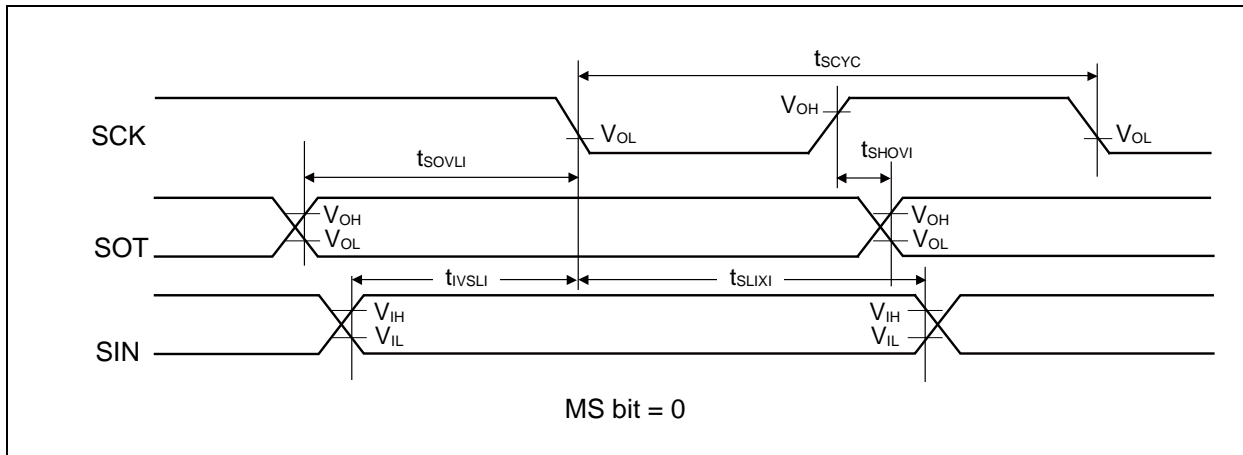 tSCYC
SCK
VOL
VOH
VOL
tSOVLI
tSHOVI
SOT
VOH
VOL
VOH
VOL
tIVSLI
tSLIXI
SIN
VIH
VIL
VIH
VIL
MS bit = 0